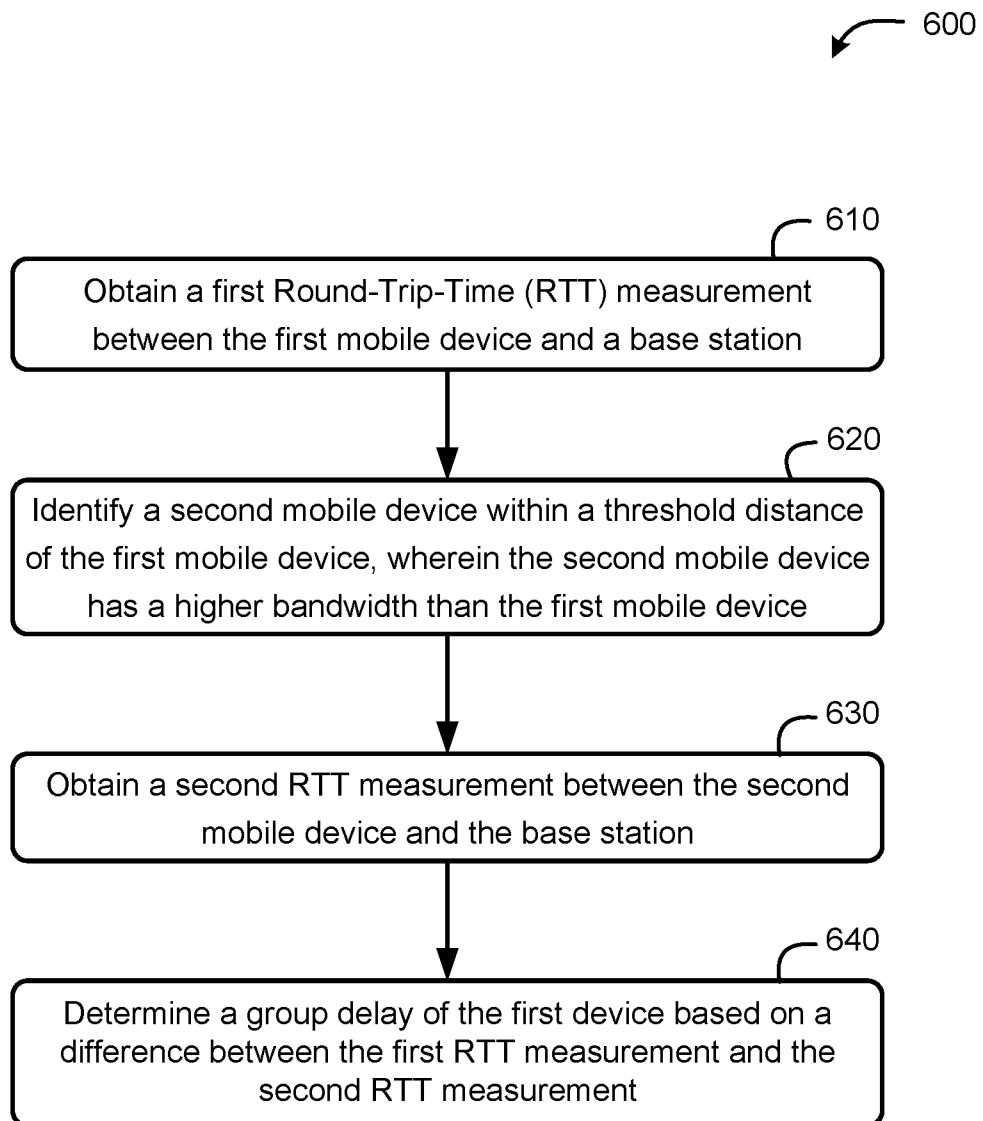 600
610
Obtain a first Round-Trip-Time (RTT) measurement
between the first mobile device and a base station
620
Identify a second mobile device within a threshold distance
of the first mobile device, wherein the second mobile device
has a higher bandwidth than the first mobile device
630
Obtain a second RTT measurement between the second
mobile device and the base station
640
Determine a group delay of the first device based on a
difference between the first RTT measurement and the
second RTT measurement